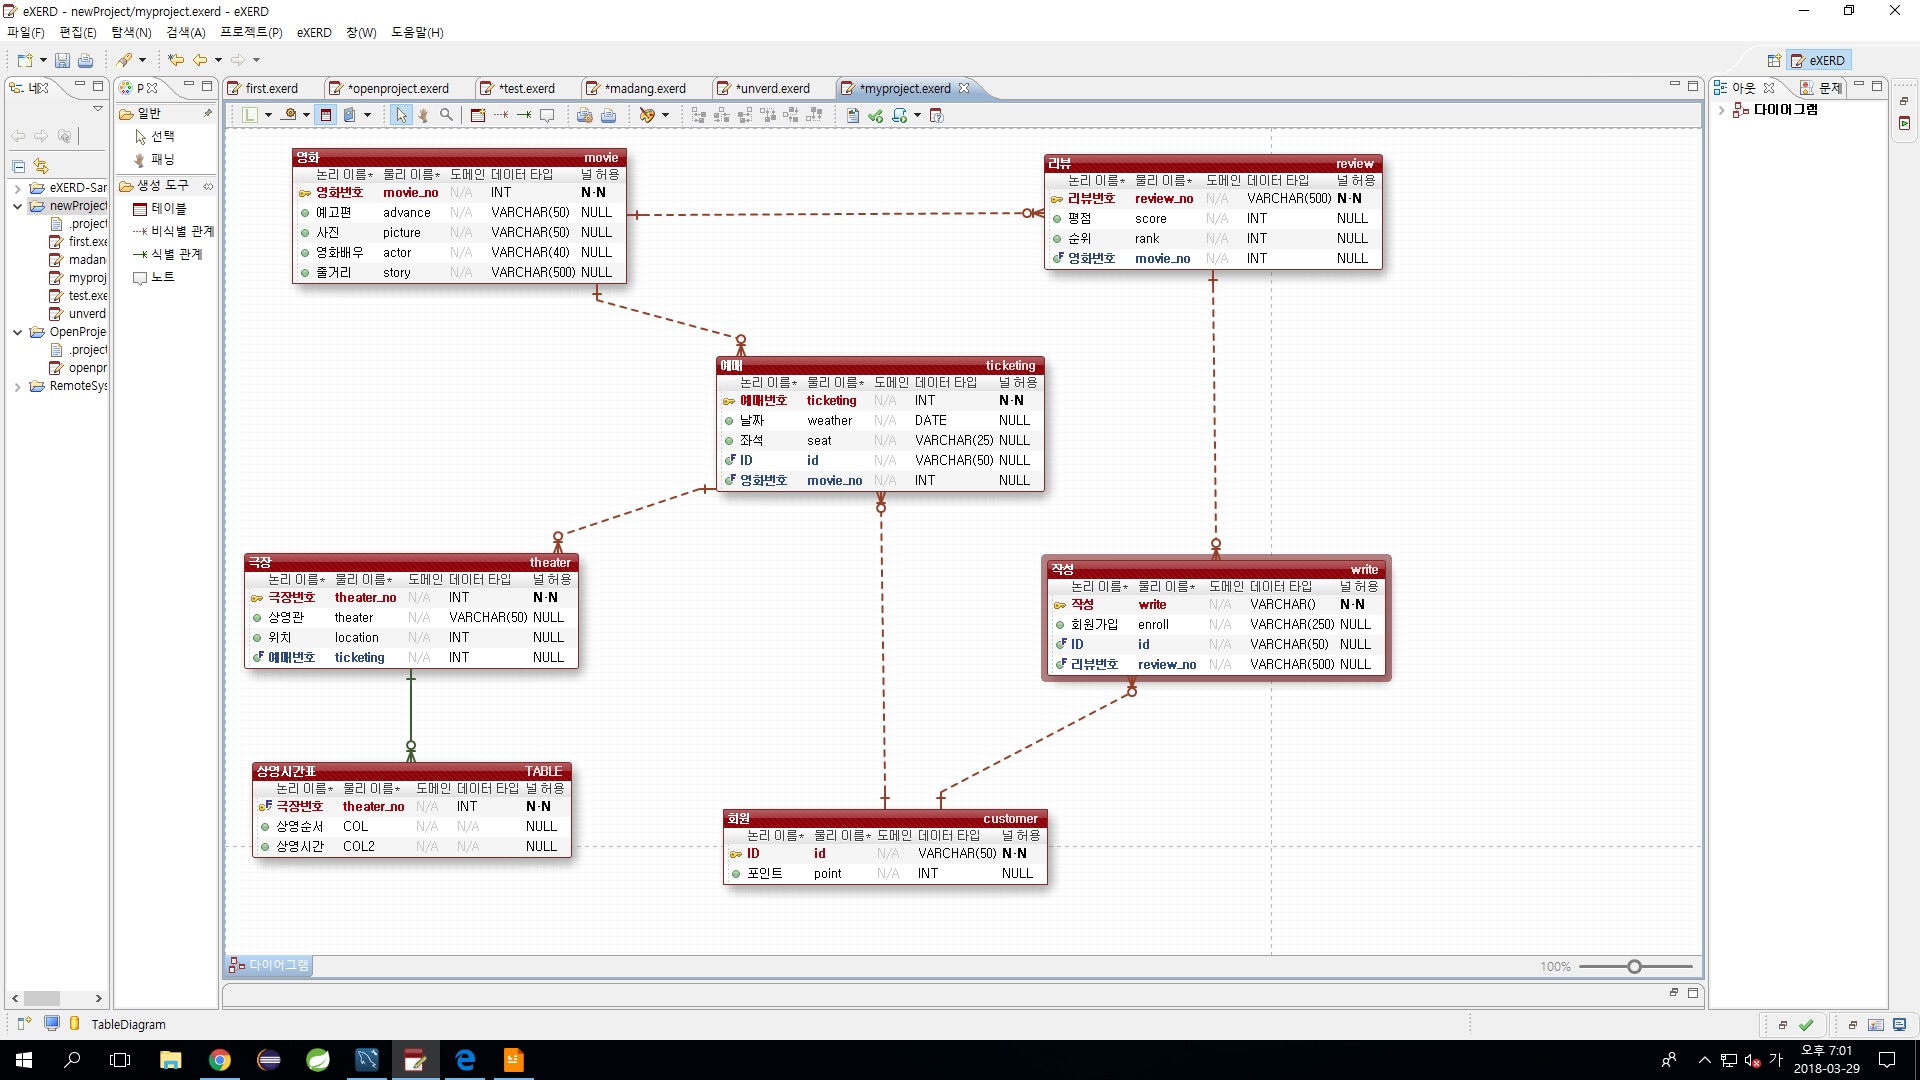 eXERD - newProject/myproject.exerd - eXERD
파일(F) 편집(E) 탐색(N) 검색(A) 프로젝트(P) eXERD 창(W) 도움말(H)
eXERD
네
eXERD-Sar
newProject
.project
first.exe
madan
myproj
test.exe
unverd
OpenProje
.project
openpr
RemoteSys
P
일반
선택
패닝
생성 도구
테이블
비식별 관계
식별 관계
노트
first.exerd *openproject.exerd *test.exerd *madang.exerd *unverd.exerd *myproject.exerd
영화 movie
논리 이름* 물리 이름* 도메인 데이터 타입 널 허용
영화번호 movie_no N/A INT N-N
예고편 advance N/A VARCHAR(50) NULL
사진 picture N/A VARCHAR(50) NULL
영화배우 actor N/A VARCHAR(40) NULL
줄거리 story N/A VARCHAR(500) NULL
리뷰 review
논리 이름* 물리 이름* 도메인 데이터 타입 널 허용
리뷰번호 review_no N/A VARCHAR(500) N-N
평점 score N/A INT NULL
순위 rank N/A INT NULL
영화번호 movie_no N/A INT NULL
예매 ticketing
논리 이름* 물리 이름* 도메인 데이터 타입 널 허용
예매번호 ticketing N/A INT N-N
날짜 weather N/A DATE NULL
좌석 seat N/A VARCHAR(25) NULL
ID id N/A VARCHAR(50) NULL
영화번호 movie_no N/A INT NULL
극장 theater
논리 이름* 물리 이름* 도메인 데이터 타입 널 허용
극장번호 theater_no N/A INT N-N
상영관 theater N/A VARCHAR(50) NULL
위치 location N/A INT NULL
예매번호 ticketing N/A INT NULL
작성 write
논리 이름* 물리 이름* 도메인 데이터 타입 널 허용
작성 write N/A VARCHAR() N-N
회원가입 enroll N/A VARCHAR(250) NULL
ID id N/A VARCHAR(50) NULL
리뷰번호 review_no N/A VARCHAR(500) NULL
상영시간표 TABLE
논리 이름* 물리 이름* 도메인 데이터 타입 널 허용
극장번호 theater_no N/A INT N-N
상영순서 COL N/A N/A NULL
상영시간 COL2 N/A N/A NULL
회원 customer
논리 이름* 물리 이름* 도메인 데이터 타입 널 허용
ID id N/A VARCHAR(50) N-N
포인트 point N/A INT NULL
다이어그램
100%
아웃 문제
다이어그램
TableDiagram
가
오후 7:01
2018-03-29